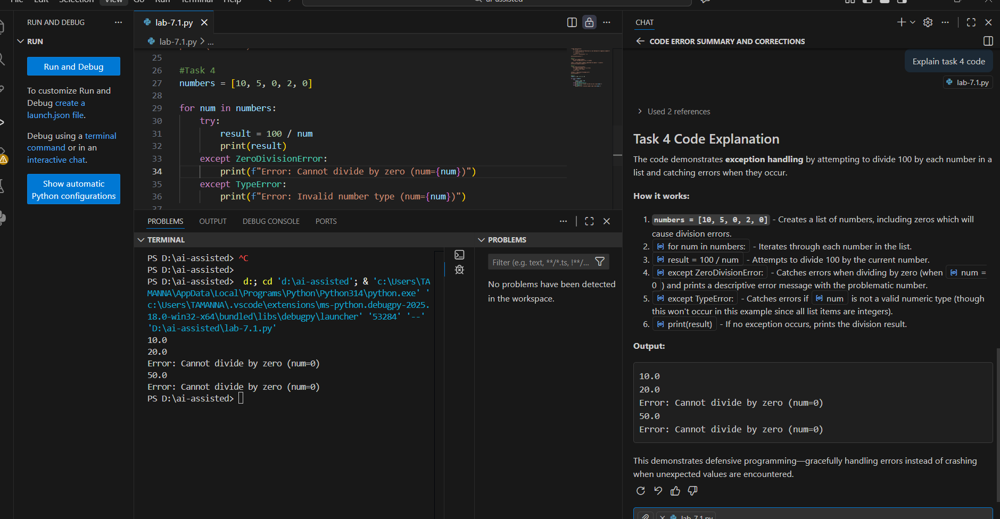 File Edit Selection View Go Run Terminal Help
ai-assisted
RUN AND DEBUG
RUN
Run and Debug
To customize Run and
Debug create a
launch.json file.
Debug using a terminal
command or in an
interactive chat.
Show automatic
Python configurations
lab-7.1.py
lab-7.1.py > ...
25
26 #Task 4
27 numbers = [10, 5, 0, 2, 0]
28
29 for num in numbers:
30 try:
31 result = 100 / num
32 print(result)
33 except ZeroDivisionError:
34 print(f"Error: Cannot divide by zero (num={num})")
35 except TypeError:
36 print(f"Error: Invalid number type (num={num})")
37
PROBLEMS OUTPUT DEBUG CONSOLE PORTS
TERMINAL
PS D:\ai-assisted> ^C
PS D:\ai-assisted>
PS D:\ai-assisted> d:; cd 'd:\ai-assisted'; & 'c:\Users\TA
MANNA\AppData\Local\Programs\Python\Python314\python.exe' '
c:\Users\TAMANNA\.vscode\extensions\ms-python.debugpy-2025.
18.0-win32-x64\bundled\libs\debugpy\launcher' '53284' '--'
'D:\ai-assisted\lab-7.1.py'
10.0
20.0
Error: Cannot divide by zero (num=0)
50.0
Error: Cannot divide by zero (num=0)
PS D:\ai-assisted>
PROBLEMS
Filter (e.g. text, **/*.ts, !**/...
No problems have been detected
in the workspace.
CHAT
CODE ERROR SUMMARY AND CORRECTIONS
Explain task 4 code
lab-7.1.py
Used 2 references
Task 4 Code Explanation
The code demonstrates exception handling by attempting to divide 100 by each number in a
list and catching errors when they occur.
How it works:
1. numbers = [10, 5, 0, 2, 0] - Creates a list of numbers, including zeros which will
cause division errors.
2. for num in numbers: - Iterates through each number in the list.
3. result = 100 / num - Attempts to divide 100 by the current number.
4. except ZeroDivisionError: - Catches errors when dividing by zero (when num =
0 ) and prints a descriptive error message with the problematic number.
5. except TypeError: - Catches errors if num is not a valid numeric type (though
this won't occur in this example since all list items are integers).
6. print(result) - If no exception occurs, prints the division result.
Output:
10.0
20.0
Error: Cannot divide by zero (num=0)
50.0
Error: Cannot divide by zero (num=0)
This demonstrates defensive programming—gracefully handling errors instead of crashing
when unexpected values are encountered.
lab-7.1.py